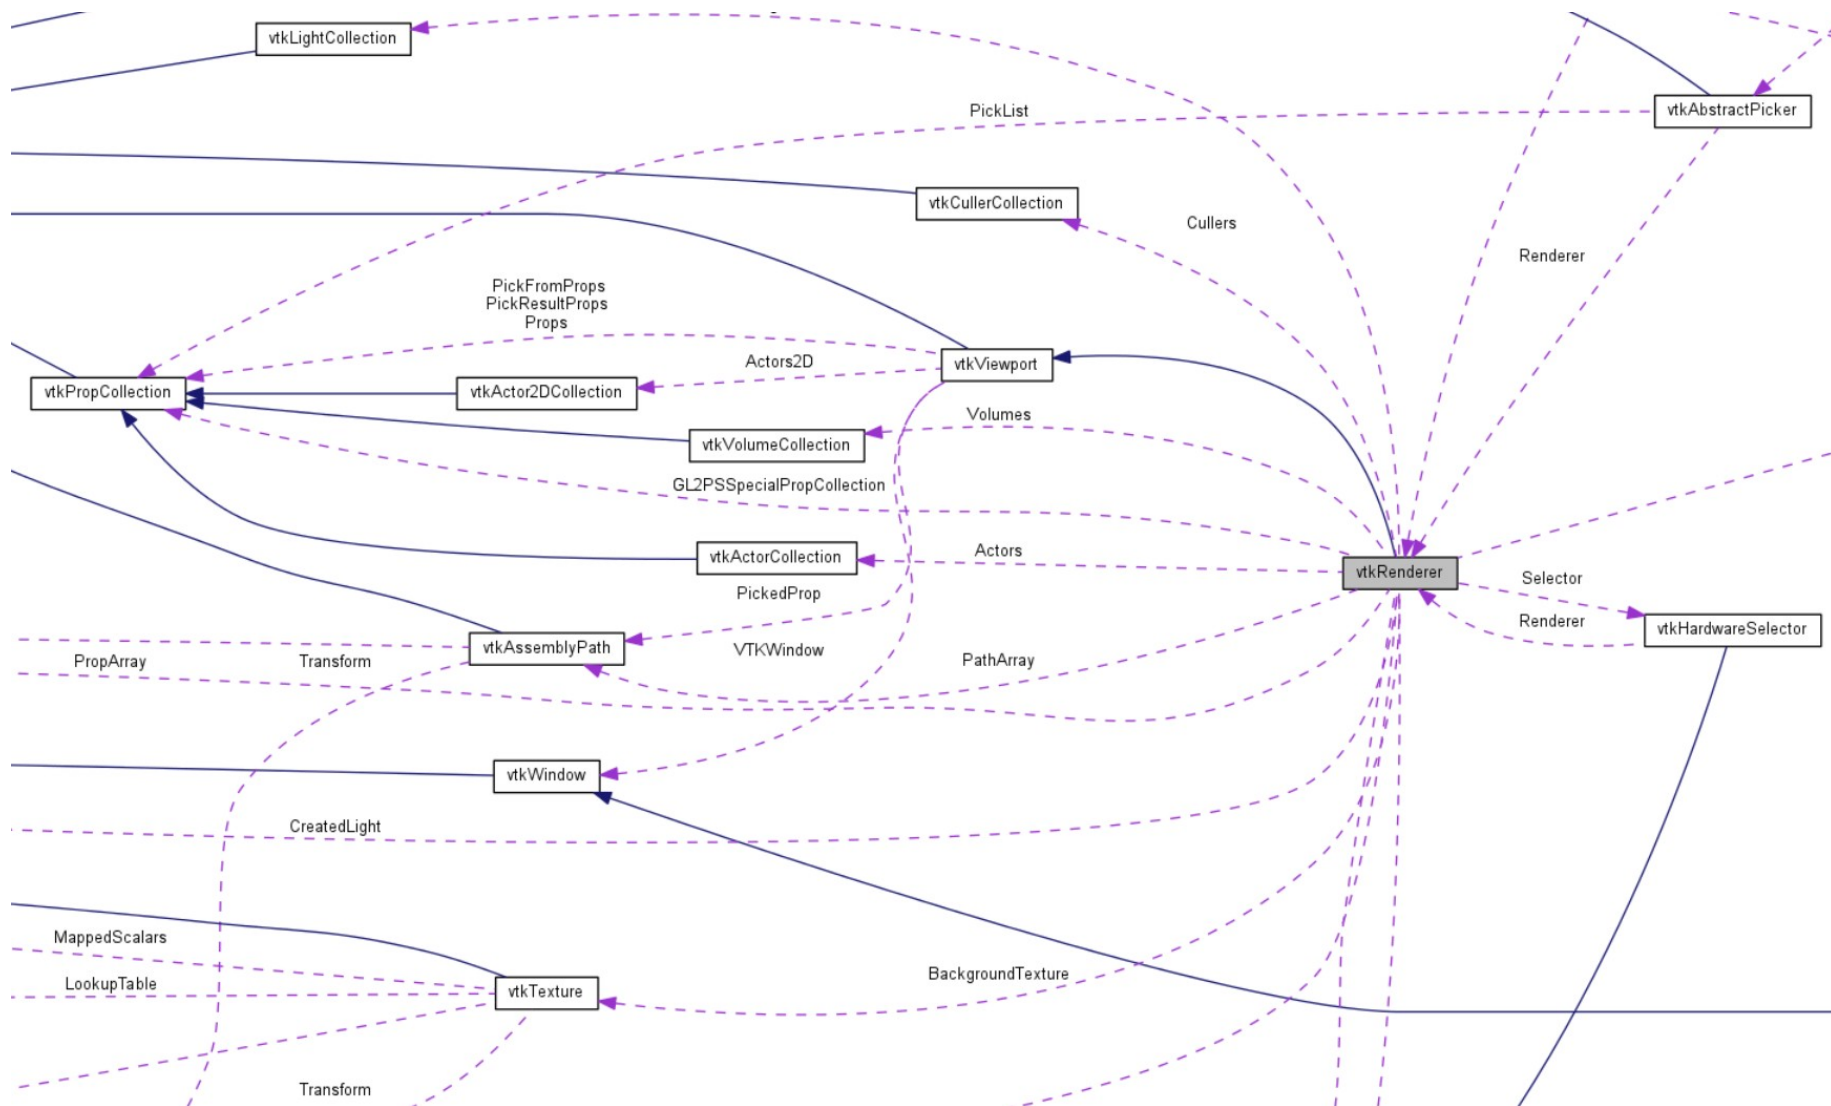 vtkLightCollection
PickList
vtkAbstractPicker
vtkCullerCollection
Cullers
Renderer
PickFromProps
PickResultProps
Props
Actors2D
vtkViewport
vtkPropCollection
vtkActor2DCollection
Volumes
vtkVolumeCollection
GL2PSSpecialPropCollection
vtkActorCollection
Actors
vtkRenderer
Selector
PickedProp
Renderer
vtkHardwareSelector
vtkAssemblyPath
VTKWindow
PropArray
Transform
PathArray
vtkWindow
CreatedLight
MappedScalars
BackgroundTexture
LookupTable
vtkTexture
Transform